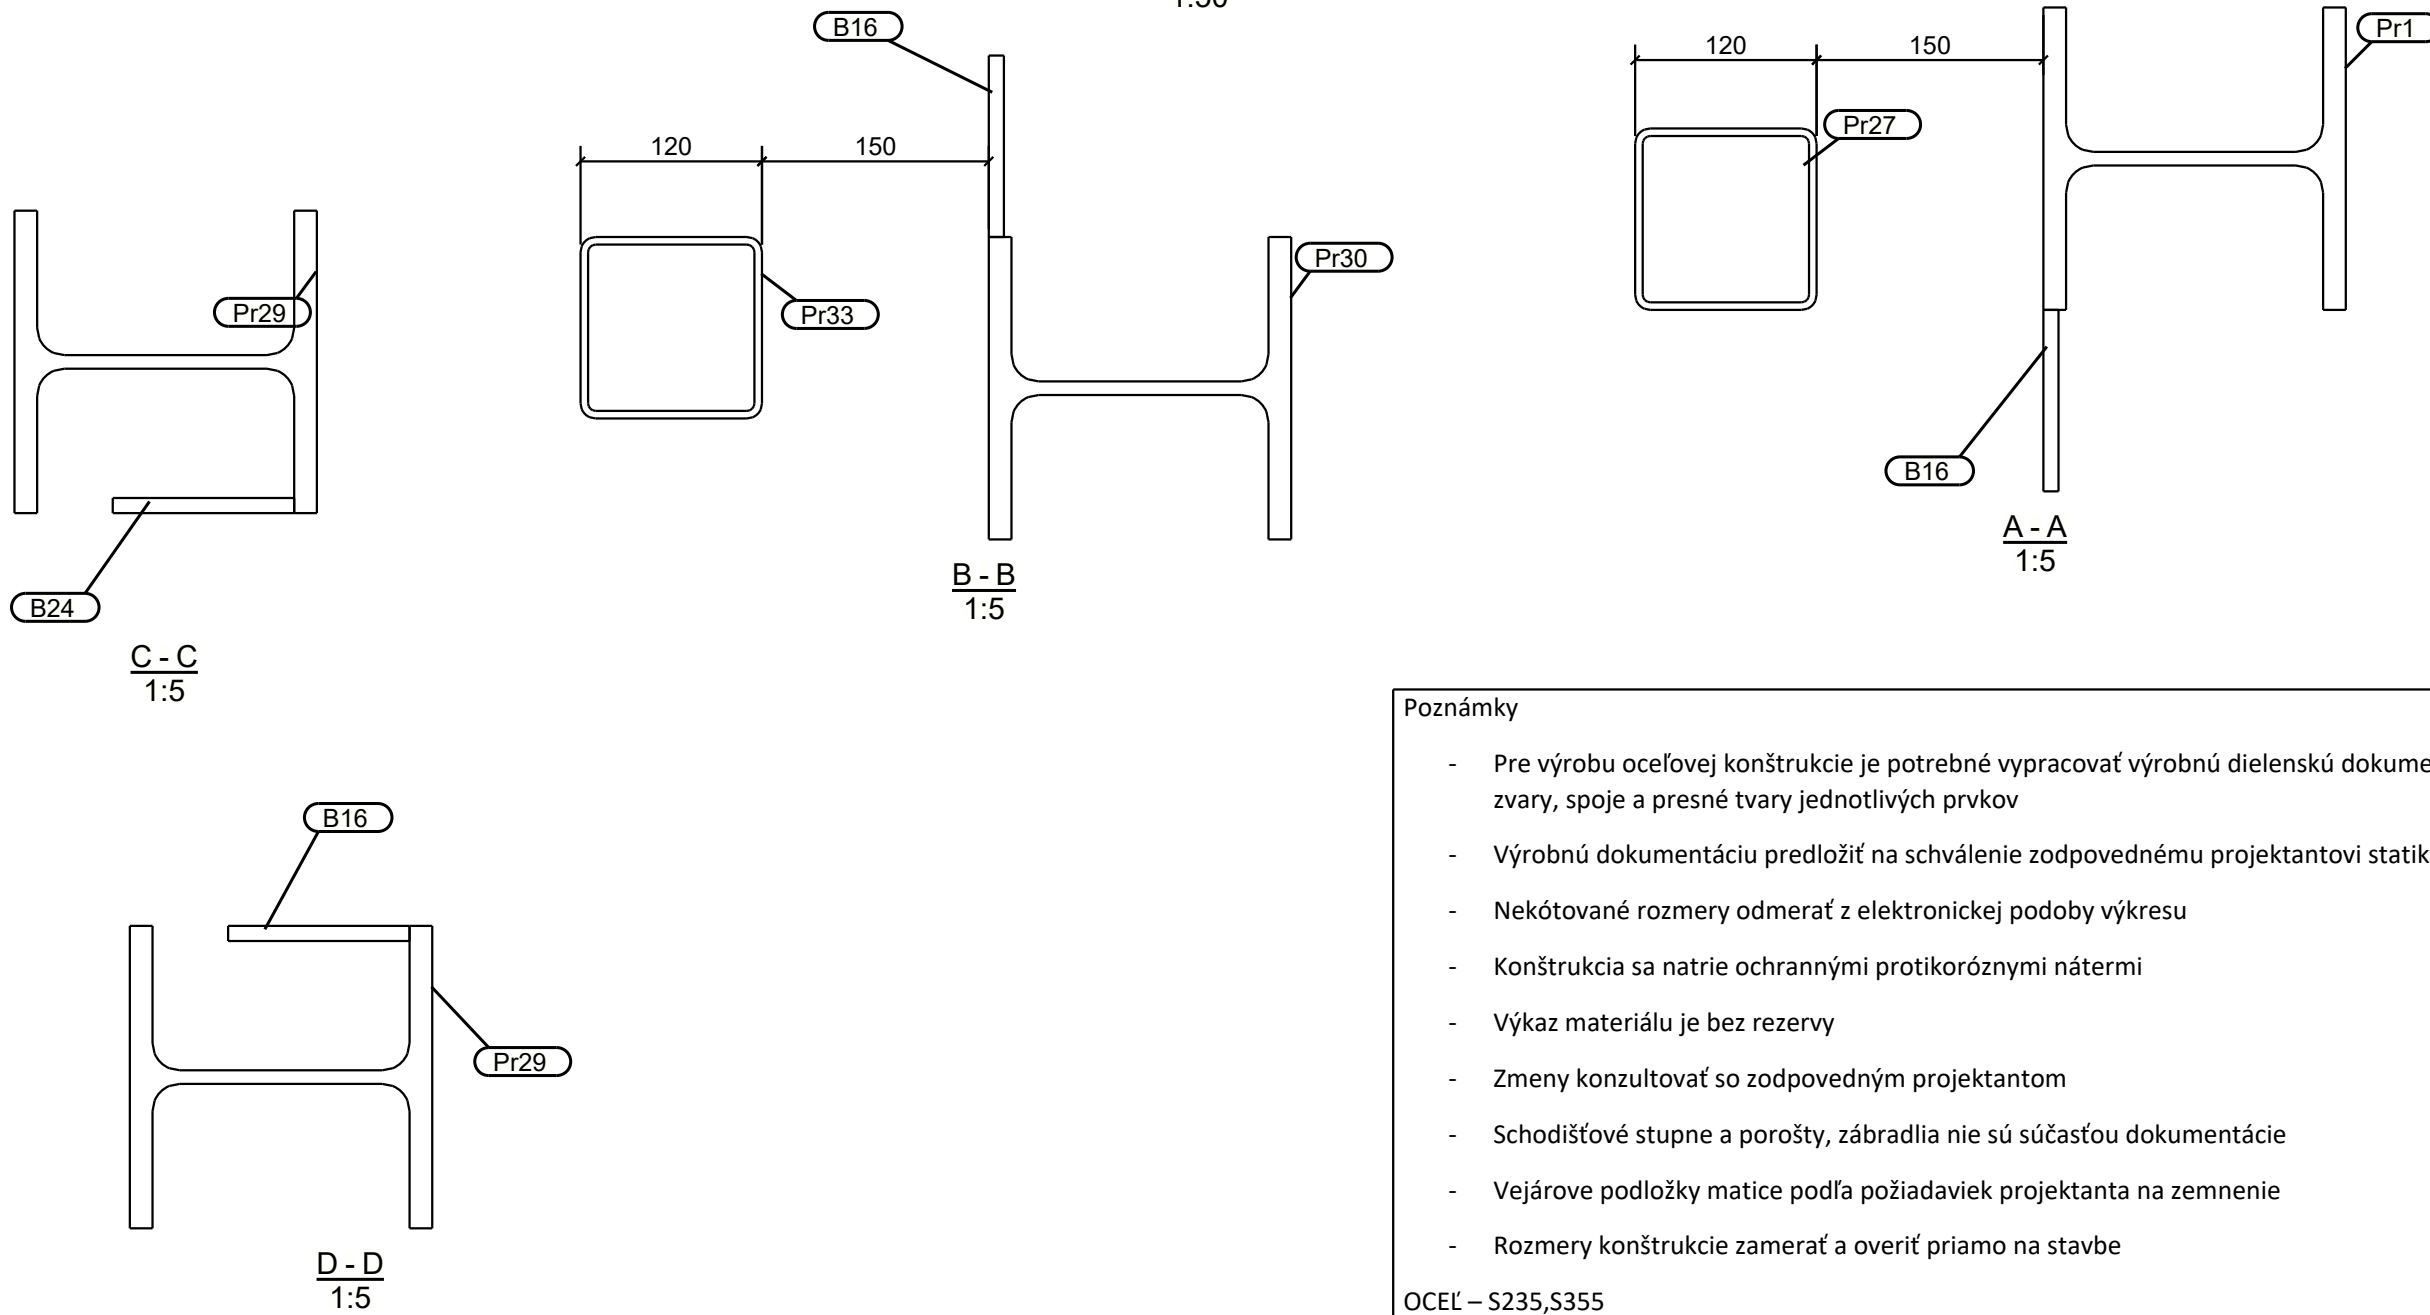 1:50
B16
120
150
Pr33
Pr30
B - B
1:5
120
150
Pr1
Pr27
B16
A - A
1:5
Pr29
B24
C - C
1:5
B16
Pr29
D - D
1:5
Poznámky
- Pre výrobu oceľovej konštrukcie je potrebné vypracovať výrobnú dielenskú dokume
zvary, spoje a presné tvary jednotlivých prvkov
- Výrobnú dokumentáciu predložiť na schválenie zodpovednému projektantovi statik
- Nekótované rozmery odmerať z elektronickej podoby výkresu
- Konštrukcia sa natrie ochrannými protikoróznymi nátermi
- Výkaz materiálu je bez rezervy
- Zmeny konzultovať so zodpovedným projektantom
- Schodišťové stupne a porošty, zábradlia nie sú súčasťou dokumentácie
- Vejárove podložky matice podľa požiadaviek projektanta na zemnenie
- Rozmery konštrukcie zamerať a overiť priamo na stavbe
OCEĽ – S235,S355